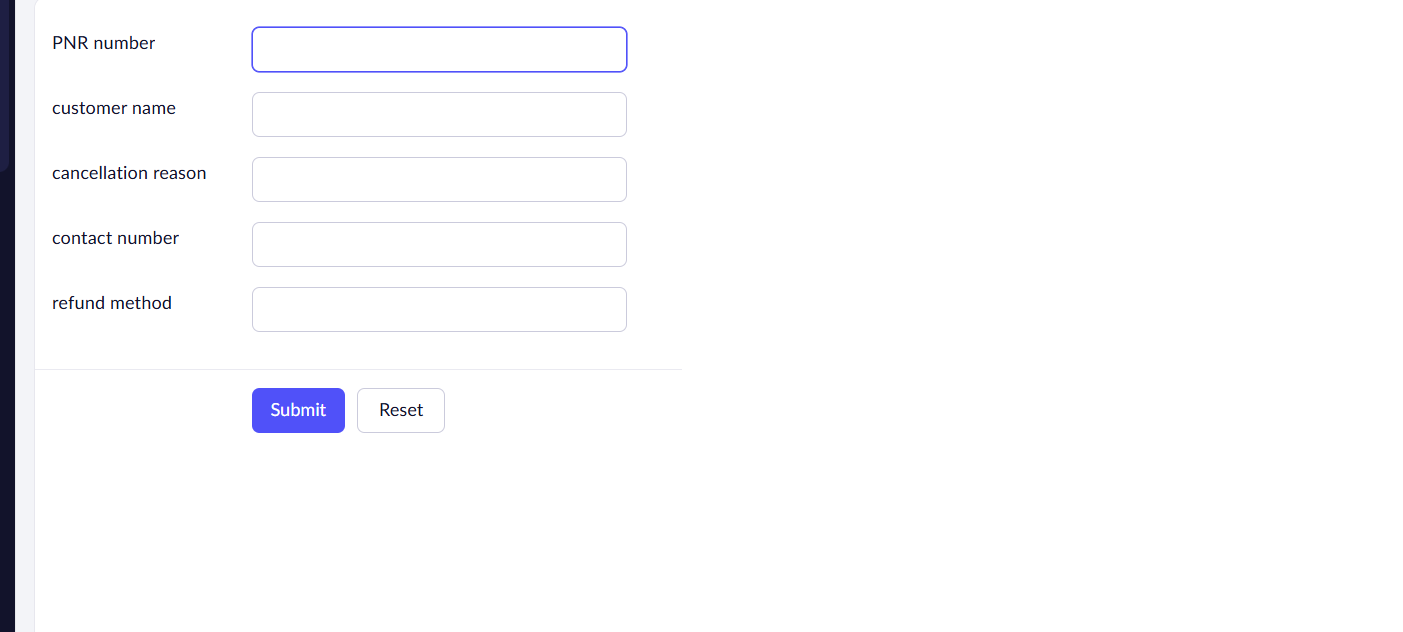 PNR number
customer name
cancellation reason
contact number
refund method
Submit Reset